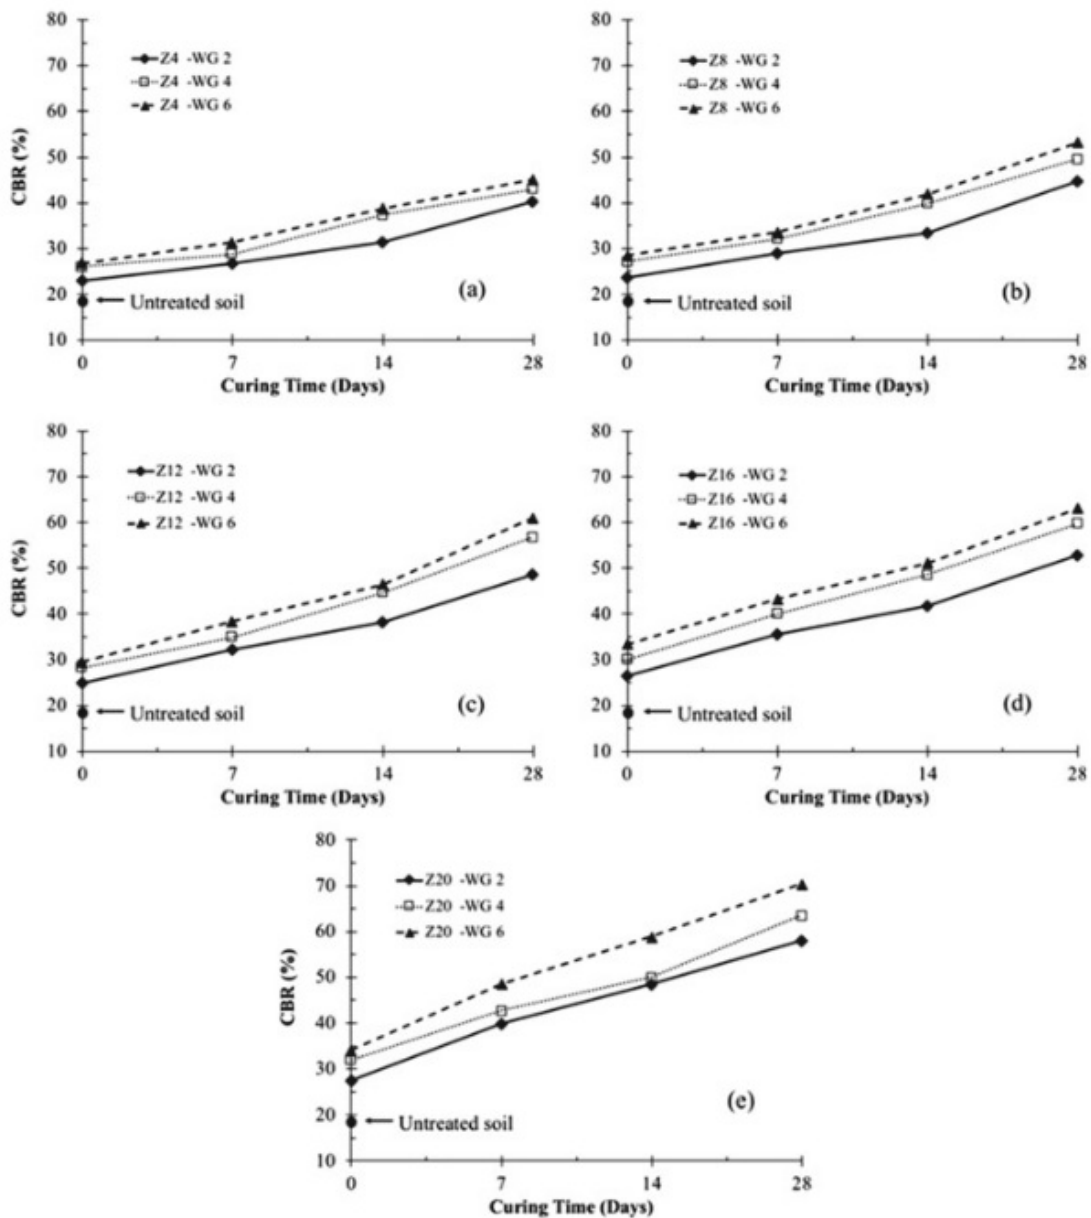 80
70
60
50
40
30
20
10
CBR (%)
Z4 -WG 2
Z4 -WG 4
Z4 -WG 6
Untreated soil
(a)
0 7 14 28
Curing Time (Days)
80
70
60
50
40
30
20
10
Z8 -WG 2
Z8 -WG 4
Z8 -WG 6
Untreated soil
(b)
0 7 14 28
Curing Time (Days)
80
70
60
50
40
30
20
10
CBR (%)
Z12 -WG 2
Z12 -WG 4
Z12 -WG 6
Untreated soil
(c)
0 7 14 28
Curing Time (Days)
80
70
60
50
40
30
20
10
Z16 -WG 2
Z16 -WG 4
Z16 -WG 6
Untreated soil
(d)
0 7 14 28
Curing Time (Days)
80
70
60
50
40
30
20
10
CBR (%)
Z20 -WG 2
Z20 -WG 4
Z20 -WG 6
Untreated soil
(e)
0 7 14 28
Curing Time (Days)